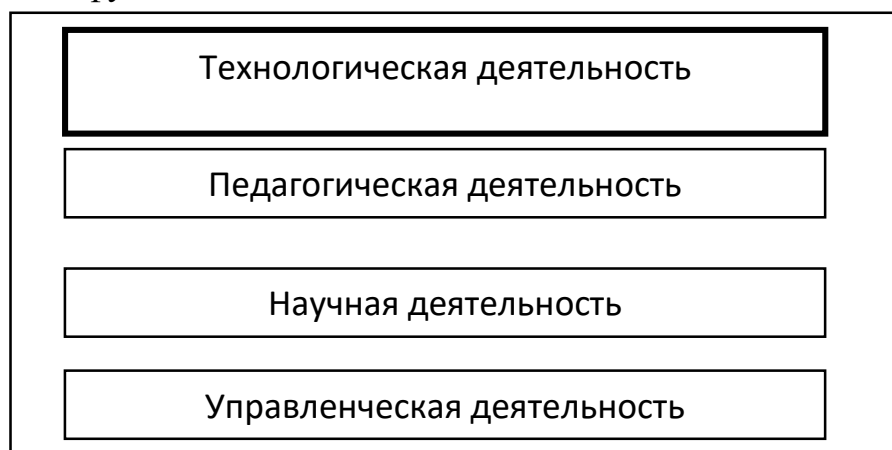 Технологическая деятельность
Педагогическая деятельность
Научная деятельность
Управленческая деятельность